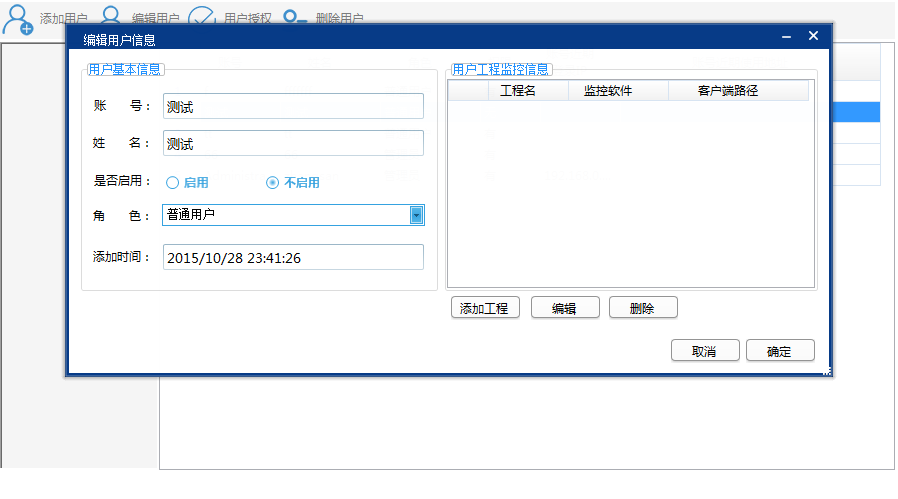 添加用户 编辑用户 用户授权 删除用户
编辑用户信息
用户基本信息
账 号： 测试
姓 名： 测试
是否启用： 启用 不启用
角 色： 普通用户
添加时间： 2015/10/28 23:41:26
用户工程监控信息
工程名 监控软件 客户端路径
添加工程 编辑 删除
取消 确定